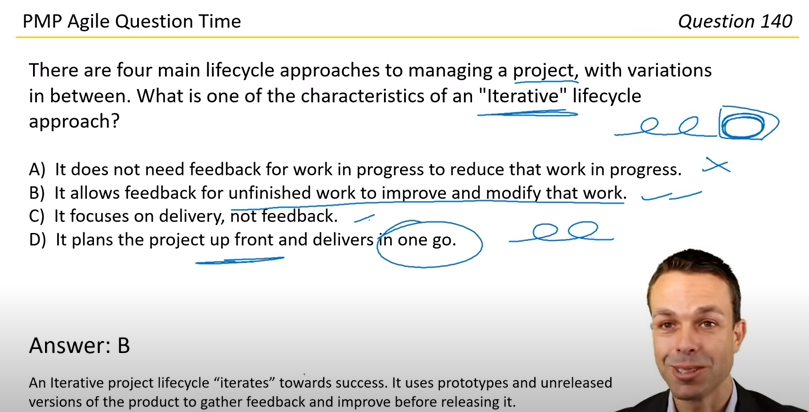 PMP Agile Question Time
Question 140
There are four main lifecycle approaches to managing a project, with variations
in between. What is one of the characteristics of an "Iterative" lifecycle
approach?
A) It does not need feedback for work in progress to reduce that work in progress.
B) It allows feedback for unfinished work to improve and modify that work.
C) It focuses on delivery, not feedback.
D) It plans the project up front and delivers in one go.
Answer: B
An Iterative project lifecycle “iterates” towards success. It uses prototypes and unreleased
versions of the product to gather feedback and improve before releasing it.